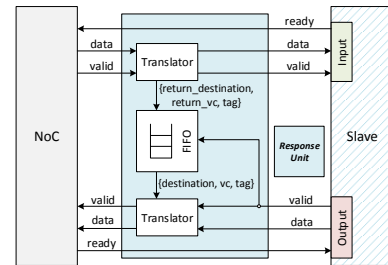 ready
data
data
Input
valid
Translator
valid
{return_destination,
return_vc, tag}
NoC
FIFO
Response
Unit
Slave
{destination, vc, tag}
valid
valid
Translator
data
data
Output
ready